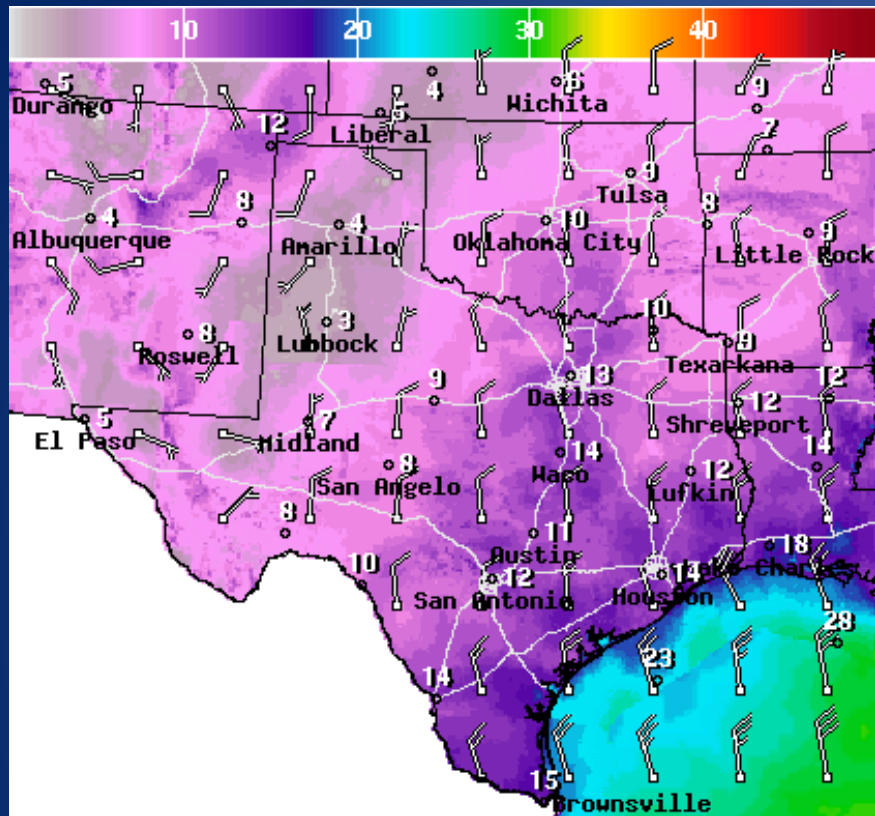 10 20 30 40
5
Durango
4
6
Wichita
9
5
Liberal
12
7
9
Tulsa
4
Albuquerque
8
4
Amarillo
10
Oklahoma City
8
9
Little Rock
8
Roswell
3
Lubbock
10
9
Texarkana
13
Dallas
5
El Paso
7
Midland
9
12
Shreveport
12
8
San Angelo
14
Waco
12
Lufkin
14
8
11
Austin
18
Lake Charles
10
12
San Antonio
14
Houston
28
14
23
15
Brownsville